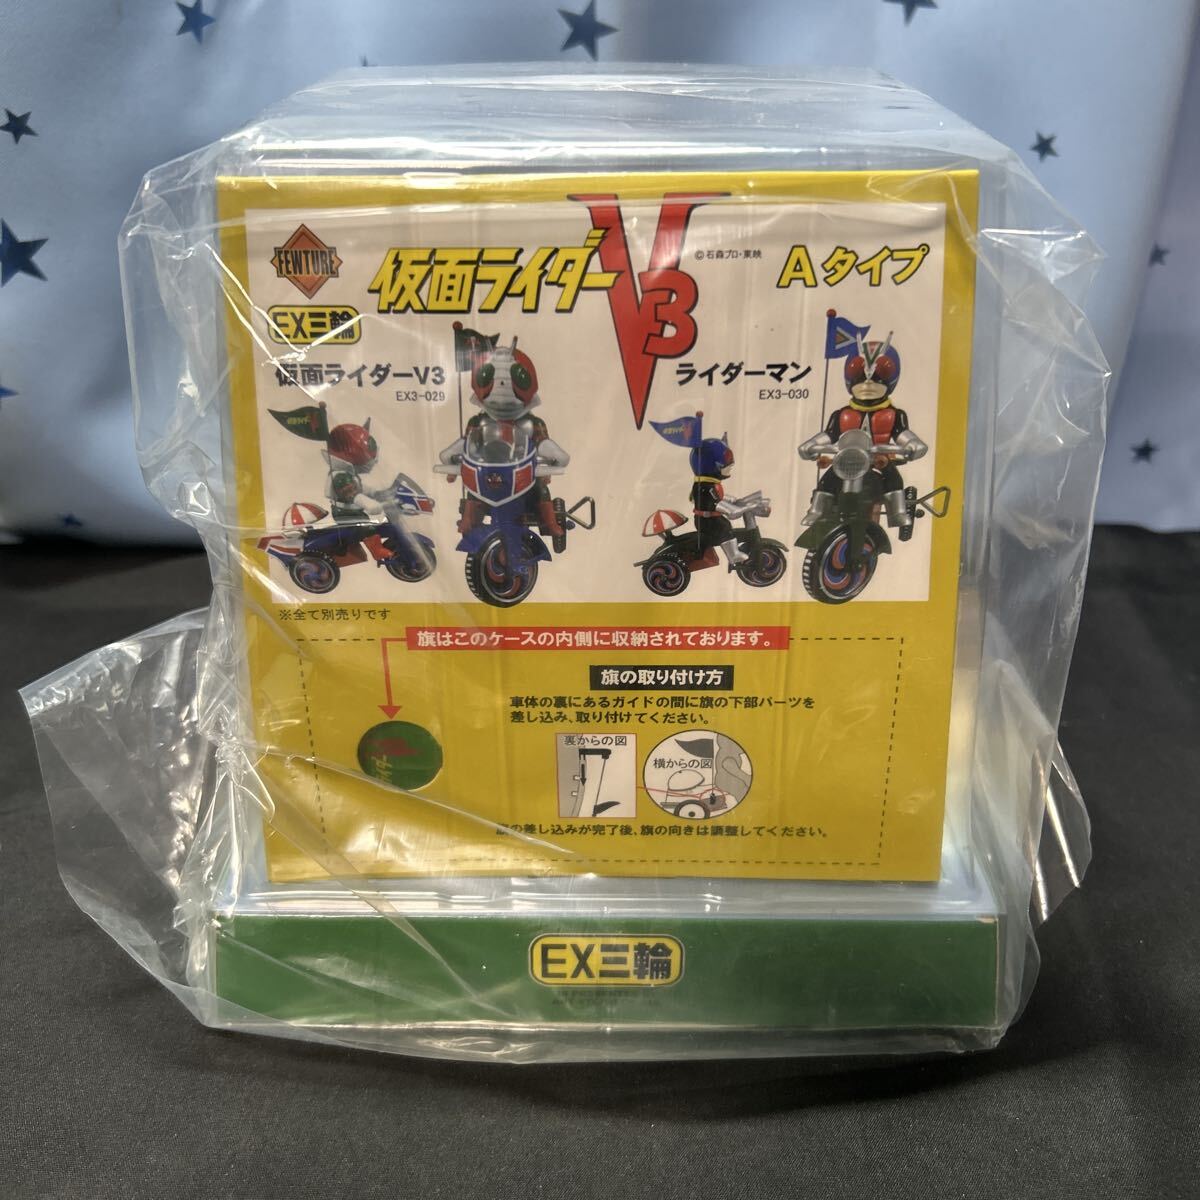 FEWTURE
EX三輪
仮面ライダーV3
©石森プロ・東映
Aタイプ
仮面ライダーV3
EX3-029
ライダーマン
EX3-030
※全て別売りです
旗はこのケースの内側に収納されております。
旗の取り付け方
車体の裏にあるガイドの間に旗の下部パーツを
差し込み、取り付けてください。
裏からの図
横からの図
旗の差し込みが完了後、旗の向きは調整してください。
EX三輪